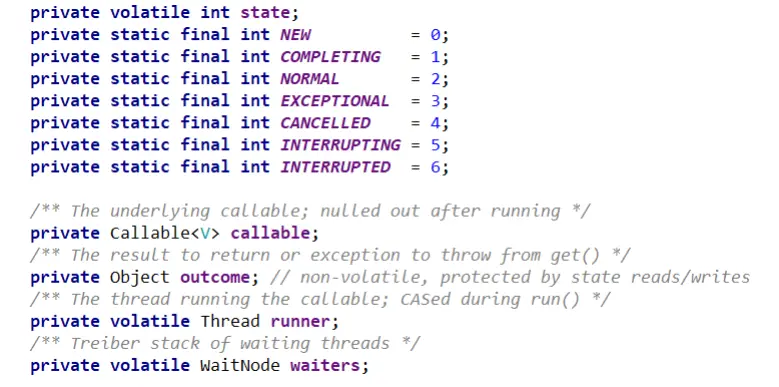 private volatile int state;
private static final int NEW          = 0;
private static final int COMPLETING   = 1;
private static final int NORMAL       = 2;
private static final int EXCEPTIONAL  = 3;
private static final int CANCELLED    = 4;
private static final int INTERRUPTING = 5;
private static final int INTERRUPTED  = 6;
/** The underlying callable; nulled out after running */
private Callable<V> callable;
/** The result to return or exception to throw from get() */
private Object outcome; // non-volatile, protected by state reads/writes
/** The thread running the callable; CASed during run() */
private volatile Thread runner;
/** Treiber stack of waiting threads */
private volatile WaitNode waiters;